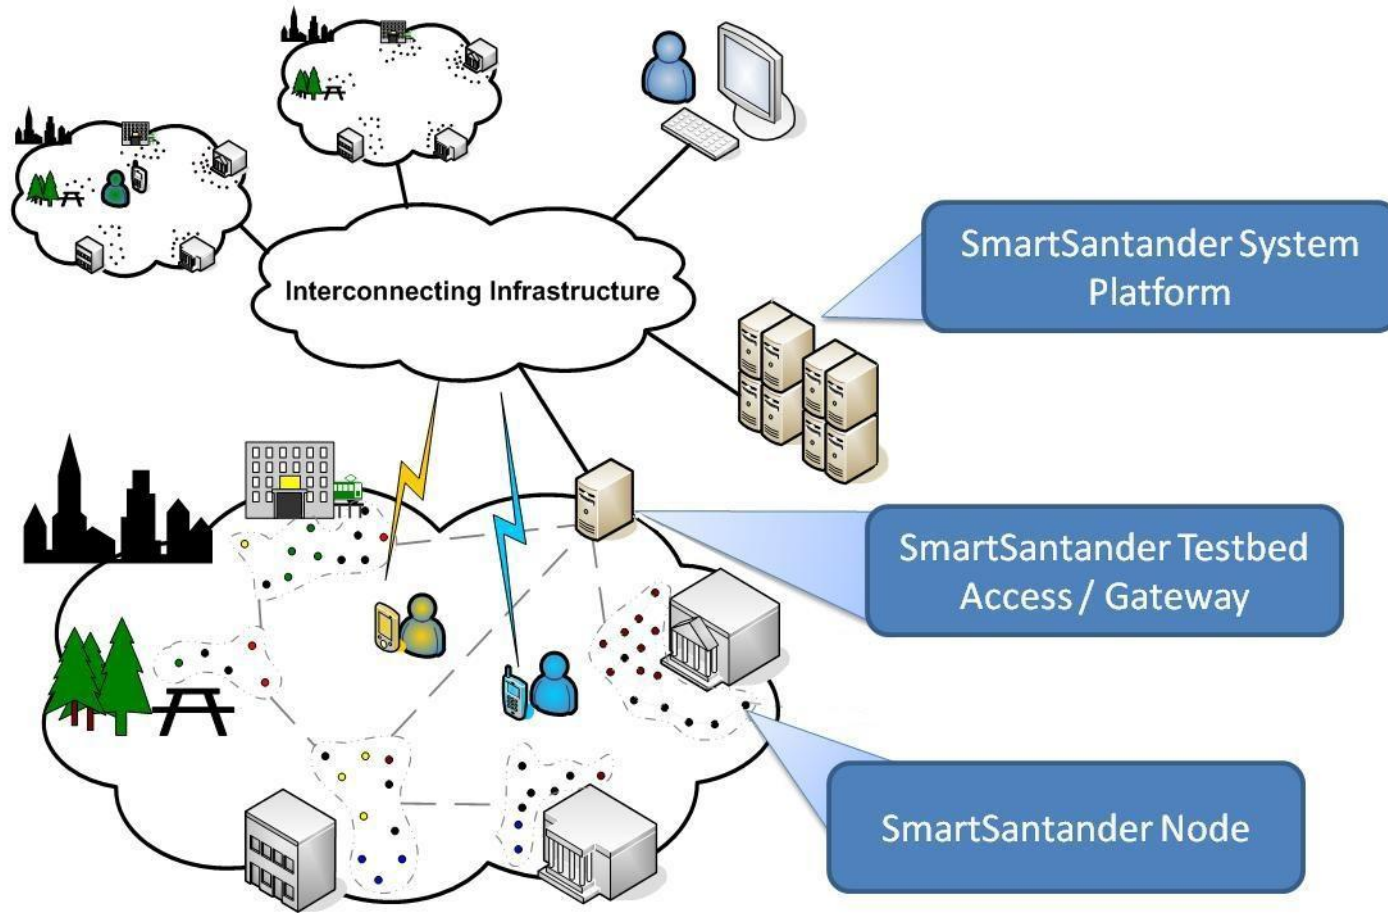 SmartSantander System
Platform
Interconnecting Infrastructure
SmartSantander Testbed
Access / Gateway
SmartSantander Node